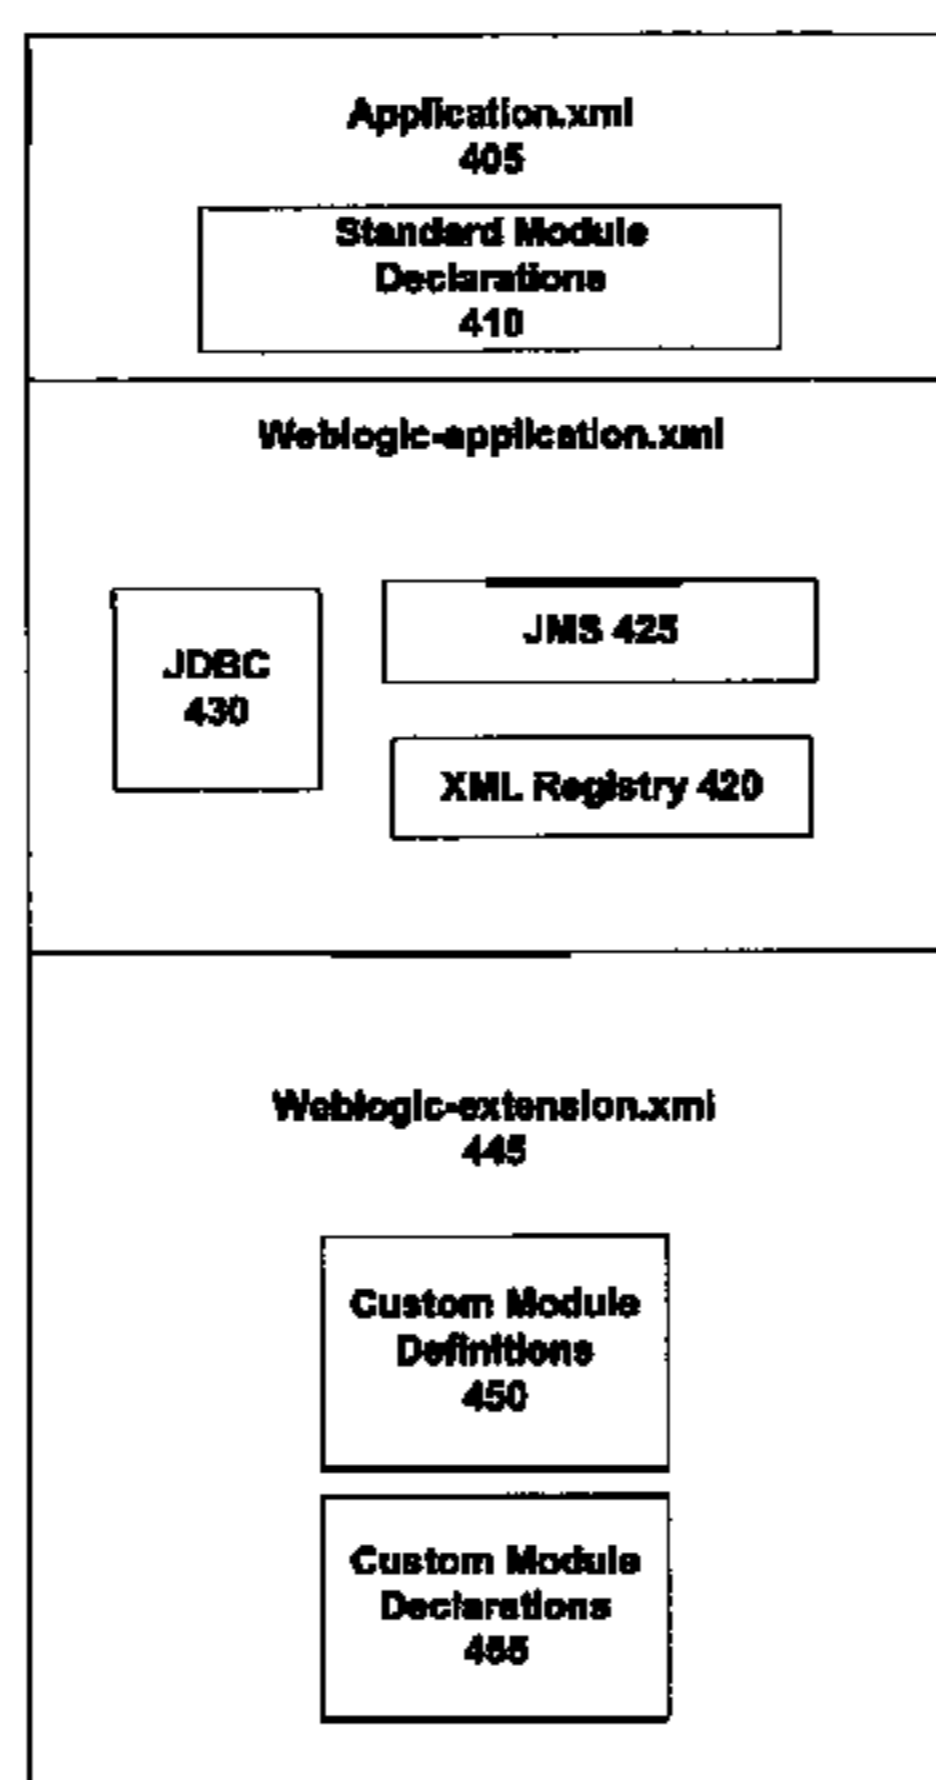 Application.xml
405
Standard Module
Declarations
410
Weblogic-application.xml
JDBC
430
JMS 425
XML Registry 420
Weblogic-extension.xml
445
Custom Module
Definitions
450
Custom Module
Declarations
455